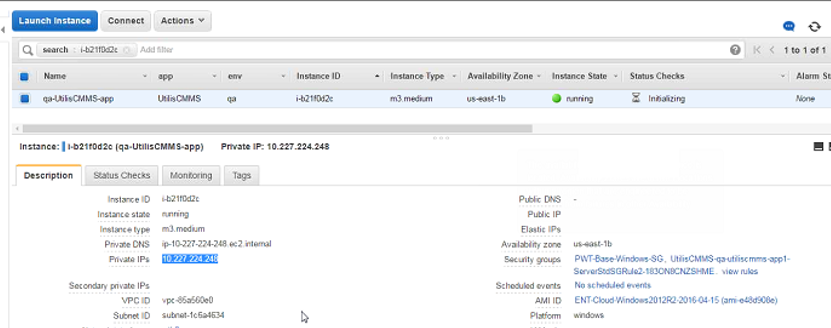 Launch Instance Connect Actions
search : i-b21f0d2c Add filter 1 to 1 of 1
Name app env Instance ID Instance Type Availability Zone Instance State Status Checks Alarm St
qa-UtilisCMMS-app UtilisCMMS qa i-b21f0d2c m3.medium us-east-1b running Initializing None
Instance: i-b21f0d2c (qa-UtilisCMMS-app) Private IP: 10.227.224.248
Description Status Checks Monitoring Tags
Instance ID i-b21f0d2c Public DNS -
Instance state running Public IP
Instance type m3.medium Elastic IPs
Private DNS ip-10-227-224-248.ec2.internal Availability zone us-east-1b
Private IPs 10.227.224.248 Security groups PWT-Base-Windows-SG, UtilisCMMS-qa-utiliscmms-app1-
ServerStdSGRule2-183ON8CNZSHME. view rules
Secondary private IPs Scheduled events No scheduled events
VPC ID vpc-85a560e0 AMI ID ENT-Cloud-Windows2012R2-2016-04-15 (ami-e48d908e)
Subnet ID subnet-1c6a4634 Platform windows